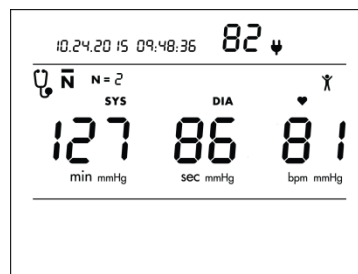 10.24.2015 09:48:36 82
N N = 2
SYS DIA
127 86 81
min mmHg sec mmHg bpm mmHg